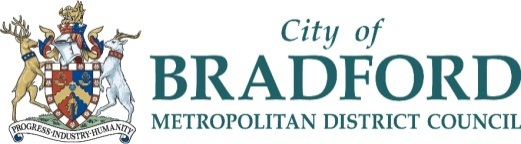 City of
BRADFORD
METROPOLITAN DISTRICT COUNCIL
PROGRESS·INDUSTRY·HUMANITY